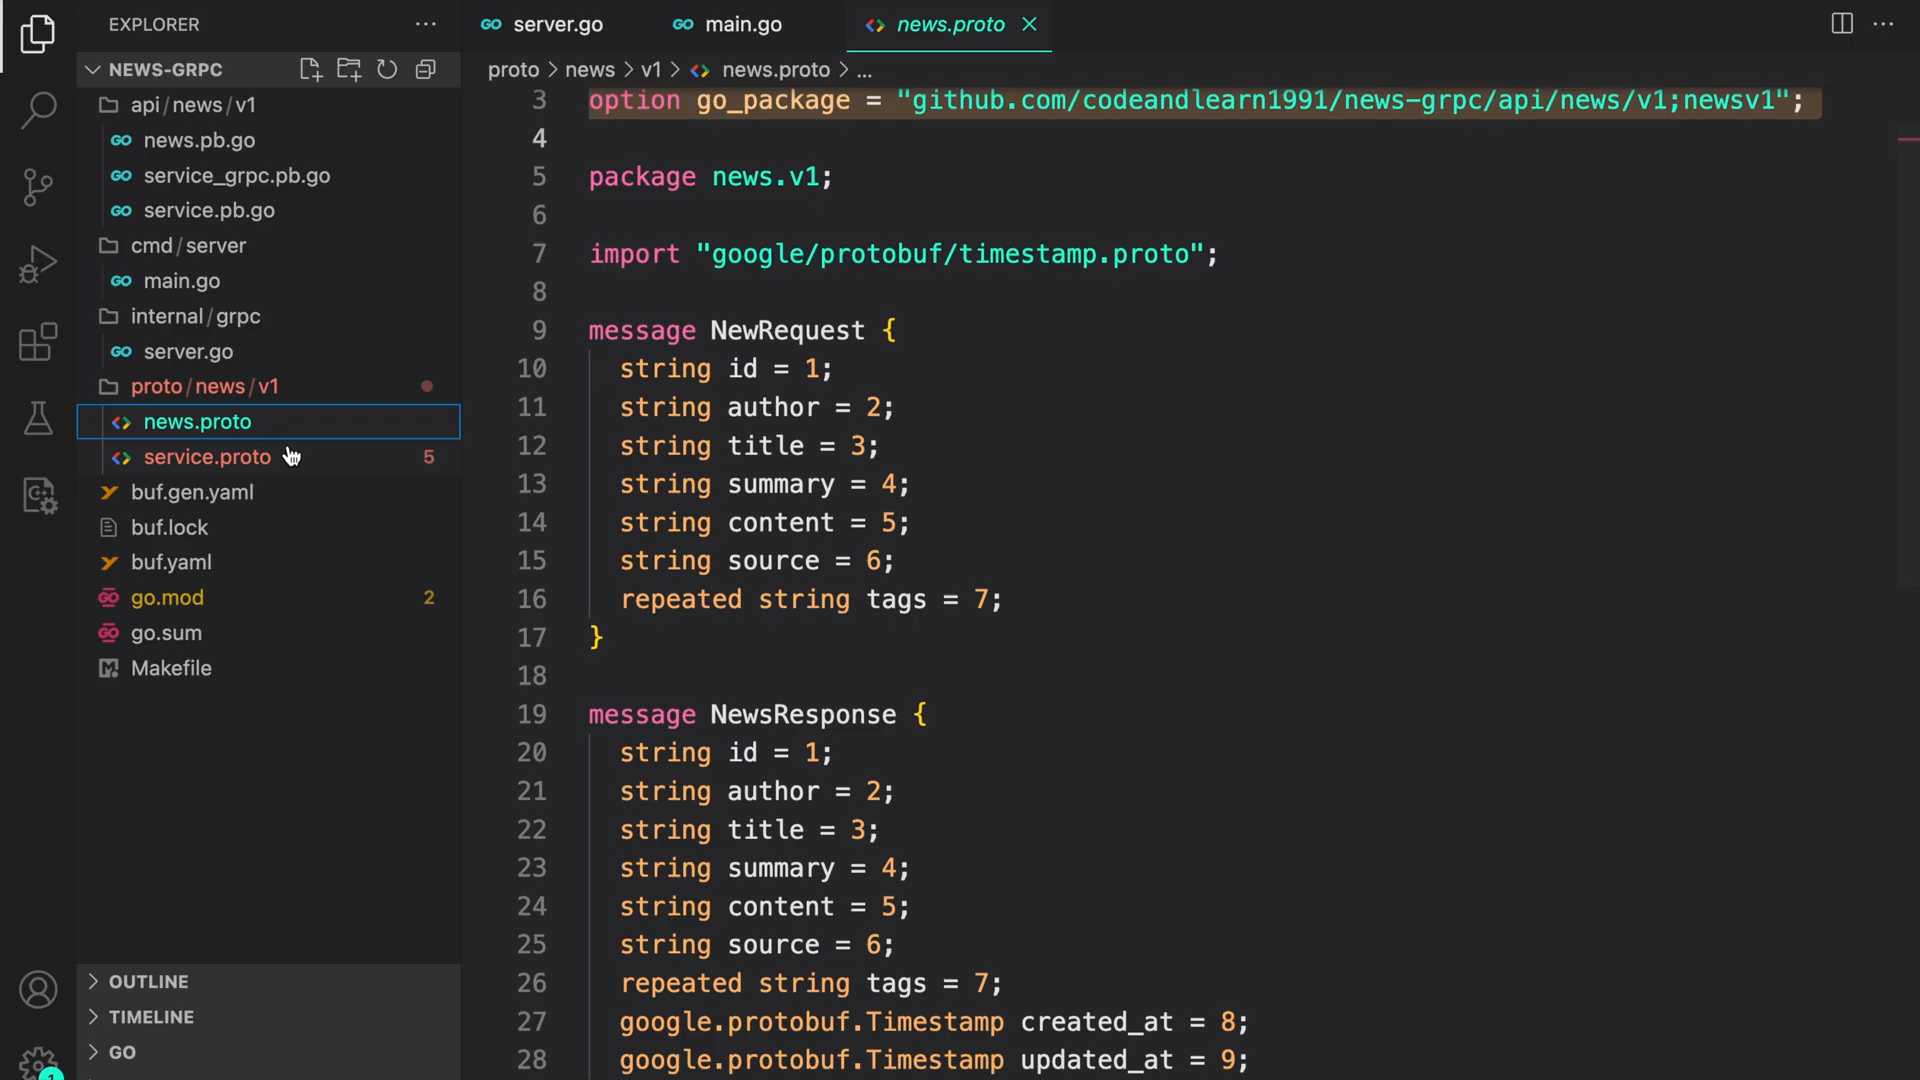 EXPLORER
NEWS-GRPC
api/news/v1
news.pb.go
service_grpc.pb.go
service.pb.go
cmd/server
main.go
internal/grpc
server.go
proto/news/v1
news.proto
service.proto 5
buf.gen.yaml
buf.lock
buf.yaml
go.mod 2
go.sum
Makefile
OUTLINE
TIMELINE
GO
1
server.go main.go news.proto
proto > news > v1 > news.proto > ...
3 option go_package = "github.com/codeandlearn1991/news-grpc/api/news/v1;newsv1";
4
5 package news.v1;
6
7 import "google/protobuf/timestamp.proto";
8
9 message NewRequest {
10 string id = 1;
11 string author = 2;
12 string title = 3;
13 string summary = 4;
14 string content = 5;
15 string source = 6;
16 repeated string tags = 7;
17 }
18
19 message NewsResponse {
20 string id = 1;
21 string author = 2;
22 string title = 3;
23 string summary = 4;
24 string content = 5;
25 string source = 6;
26 repeated string tags = 7;
27 google.protobuf.Timestamp created_at = 8;
28 google.protobuf.Timestamp updated_at = 9;